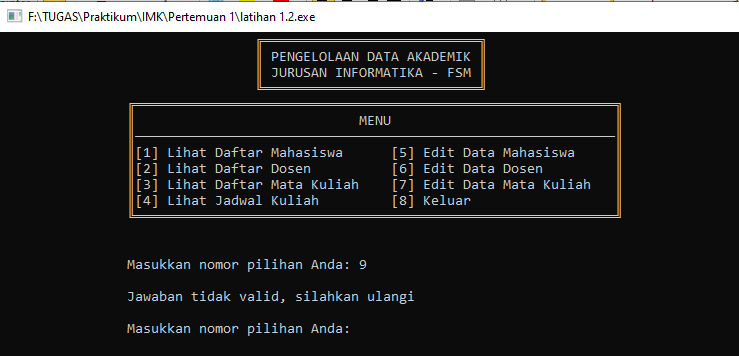 F:\TUGAS\Praktikum\IMK\Pertemuan 1\latihan 1.2.exe
PENGELOLAAN DATA AKADEMIK
JURUSAN INFORMATIKA - FSM
MENU
[1] Lihat Daftar Mahasiswa [5] Edit Data Mahasiswa
[2] Lihat Daftar Dosen [6] Edit Data Dosen
[3] Lihat Daftar Mata Kuliah [7] Edit Data Mata Kuliah
[4] Lihat Jadwal Kuliah [8] Keluar
Masukkan nomor pilihan Anda: 9
Jawaban tidak valid, silahkan ulangi
Masukkan nomor pilihan Anda: